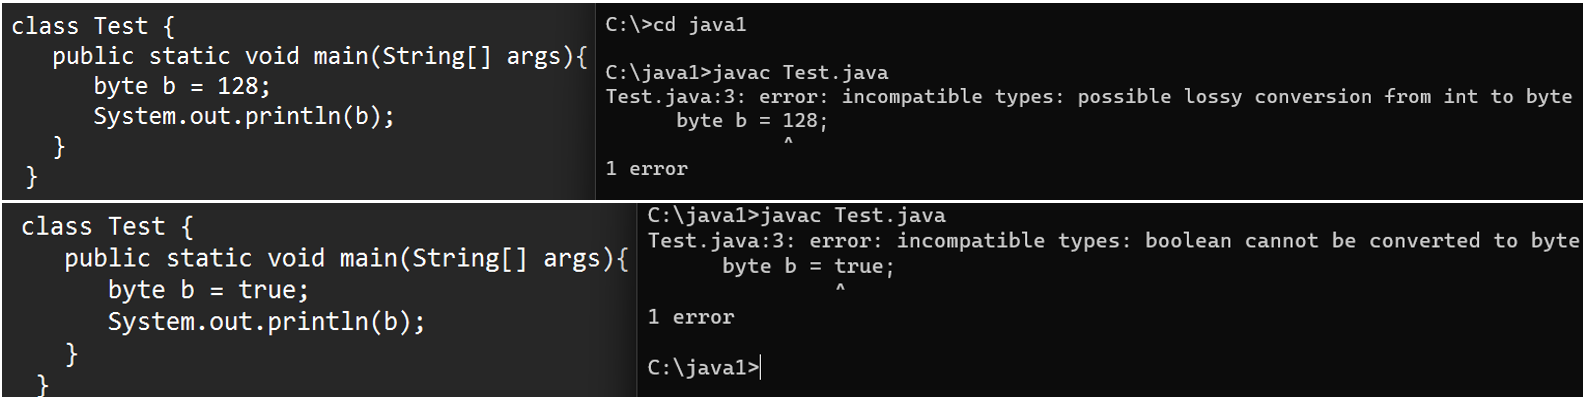 class Test {
public static void main(String[] args){
byte b = 128;
System.out.println(b);
}
}
C:\>cd java1
C:\java1>javac Test.java
Test.java:3: error: incompatible types: possible lossy conversion from int to byte
byte b = 128;
^
1 error
class Test {
public static void main(String[] args){
byte b = true;
System.out.println(b);
}
}
C:\java1>javac Test.java
Test.java:3: error: incompatible types: boolean cannot be converted to byte
byte b = true;
^
1 error
C:\java1>